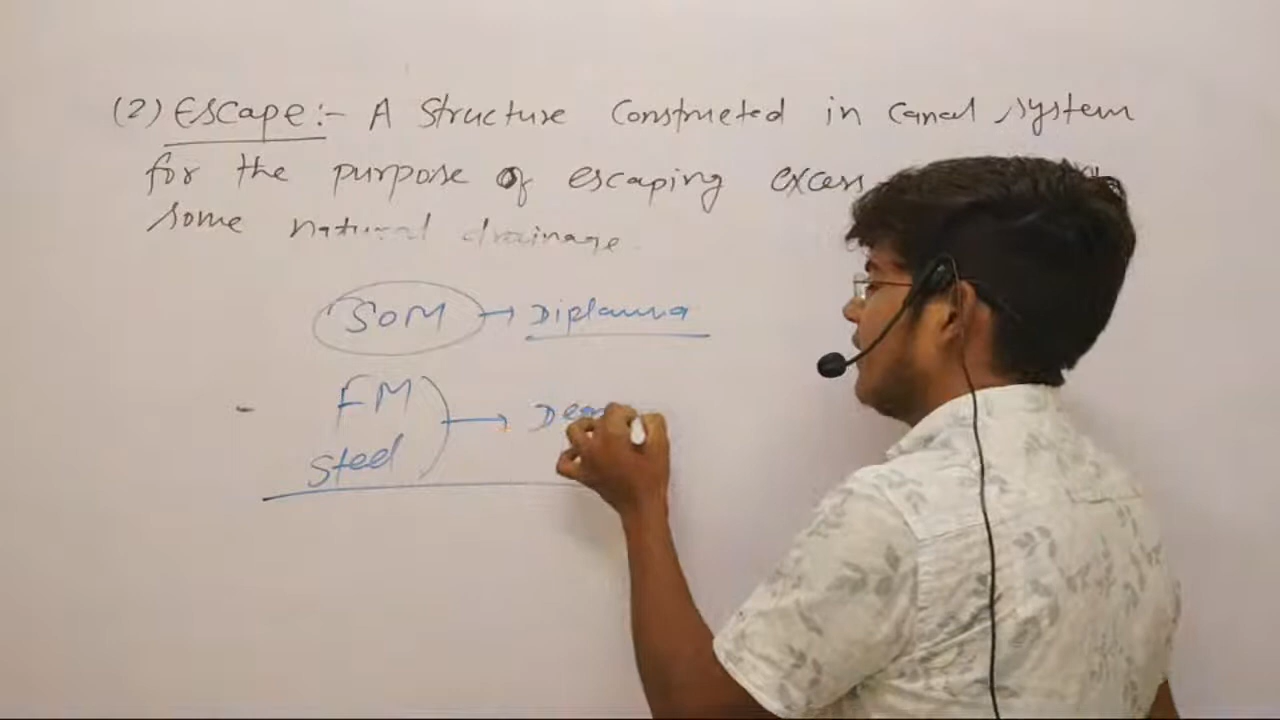 (2) Escape:- A structure constructed in canal system
for the purpose of escaping excess
some natural drainage.
SOM → Diplauma
FM
Steel